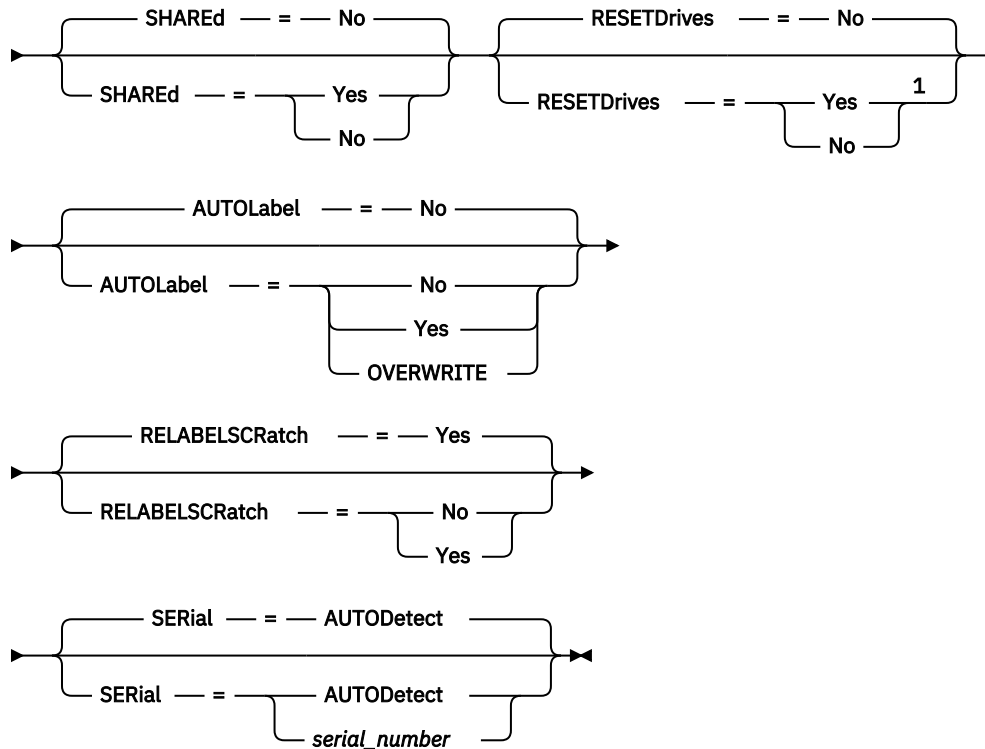 SHAREd = No RESETDrives = No
SHAREd = Yes RESETDrives = Yes 1
No No
AUTOLabel = No
AUTOLabel = No
Yes
OVERWRITE
RELABELSCRatch = Yes
RELABELSCRatch = No
Yes
SERial = AUTODetect
SERial = AUTODetect
serial_number